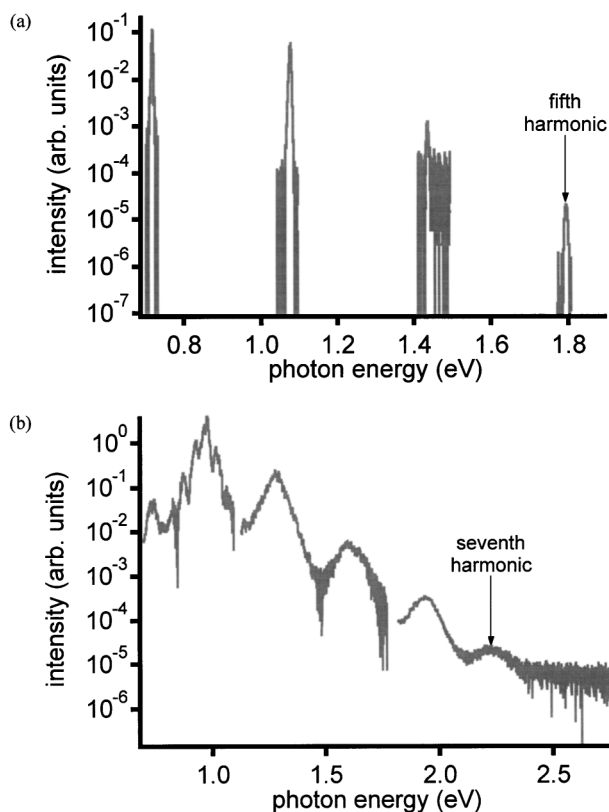 (a)
10-1
10-2
10-3
10-4
10-5
10-6
10-7
intensity (arb. units)
fifth
harmonic
0.8 1.0 1.2 1.4 1.6 1.8
photon energy (eV)
(b)
100
10-1
10-2
10-3
10-4
10-5
10-6
intensity (arb. units)
seventh
harmonic
1.0 1.5 2.0 2.5
photon energy (eV)